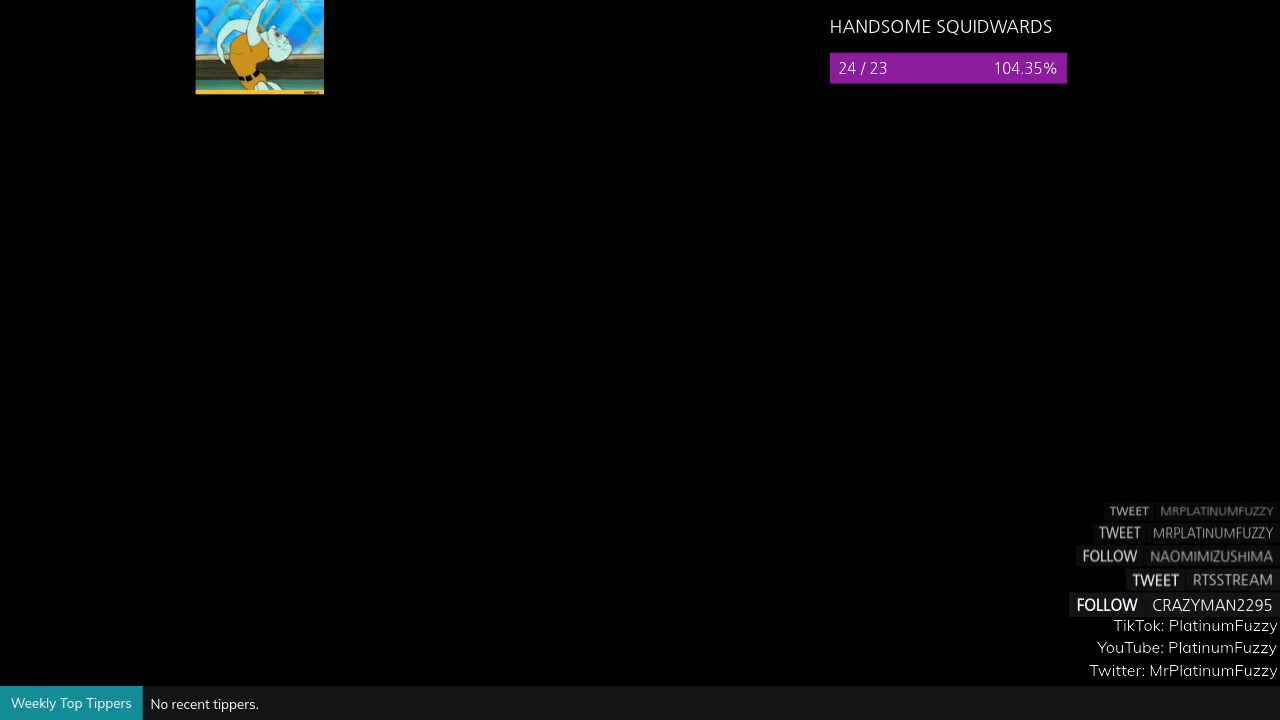 HANDSOME SQUIDWARDS
24 / 23 104.35%
TWEET MRPLATINUMFUZZY
TWEET MRPLATINUMFUZZY
FOLLOW NAOMIMIZUSHIMA
TWEET RTSSTREAM
FOLLOW CRAZYMAN2295
TikTok: PlatinumFuzzy
YouTube: PlatinumFuzzy
Twitter: MrPlatinumFuzzy
Weekly Top Tippers No recent tippers.